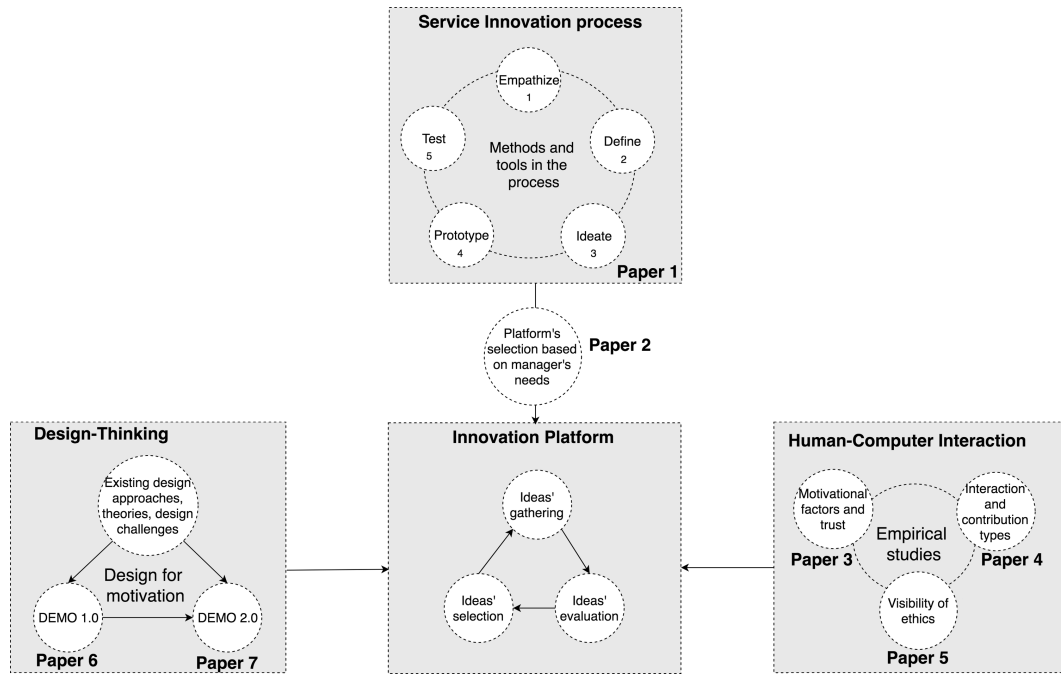 Service Innovation process
Empathize
1
Test
5
Define
2
Methods and
tools in the
process
Prototype
4
Ideate
3
Paper 1
Platform's
selection based
on manager's
needs
Paper 2
Design-Thinking
Existing design
approaches,
theories, design
challenges
Design for
motivation
DEMO 1.0
DEMO 2.0
Paper 6
Paper 7
Innovation Platform
Ideas'
gathering
Ideas'
selection
Ideas'
evaluation
Human-Computer Interaction
Motivational
factors and
trust
Interaction
and
contribution
types
Empirical
studies
Paper 3
Paper 4
Visibility of
ethics
Paper 5